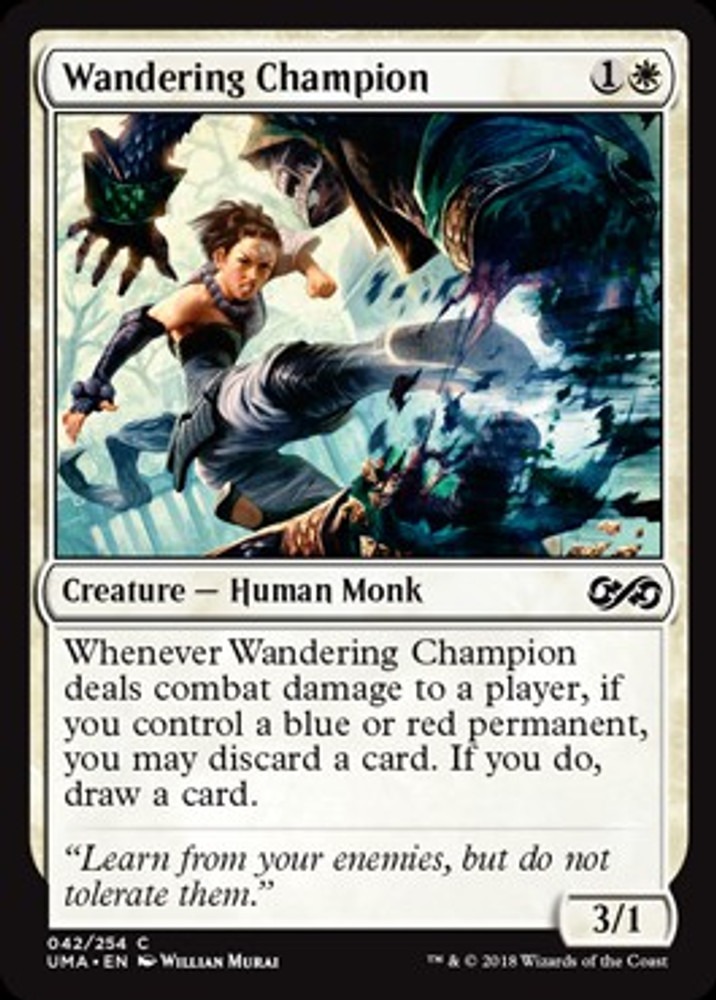 Wandering Champion 1
Creature — Human Monk
Whenever Wandering Champion
deals combat damage to a player, if
you control a blue or red permanent,
you may discard a card. If you do,
draw a card.
“Learn from your enemies, but do not
tolerate them.”
3/1
042/254 C
UMA • EN Willian Murai
™ & © 2018 Wizards of the Coast